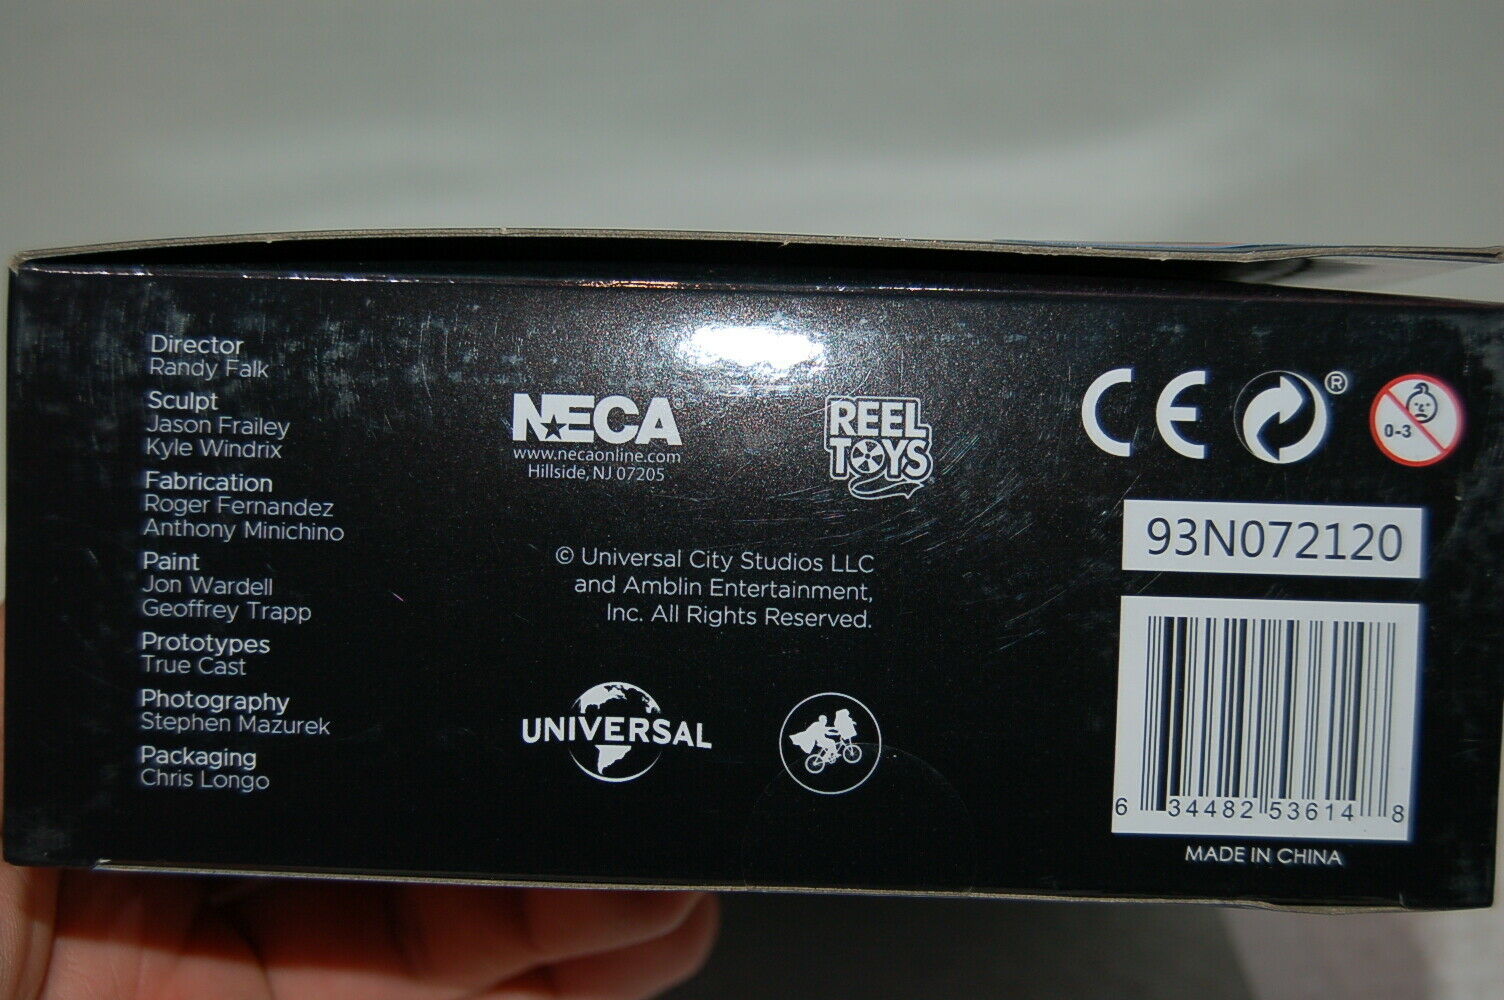 Director
Randy Falk
Sculpt
Jason Frailey
Kyle Windrix
Fabrication
Roger Fernandez
Anthony Minichino
Paint
Jon Wardell
Geoffrey Trapp
Prototypes
True Cast
Photography
Stephen Mazurek
Packaging
Chris Longo
NECA
www.necaonline.com
Hillside, NJ 07205
REEL
TOYS
© Universal City Studios LLC
and Amblin Entertainment,
Inc. All Rights Reserved.
UNIVERSAL
CE ®
0-3
93N072120
6 34482 53614 8
MADE IN CHINA